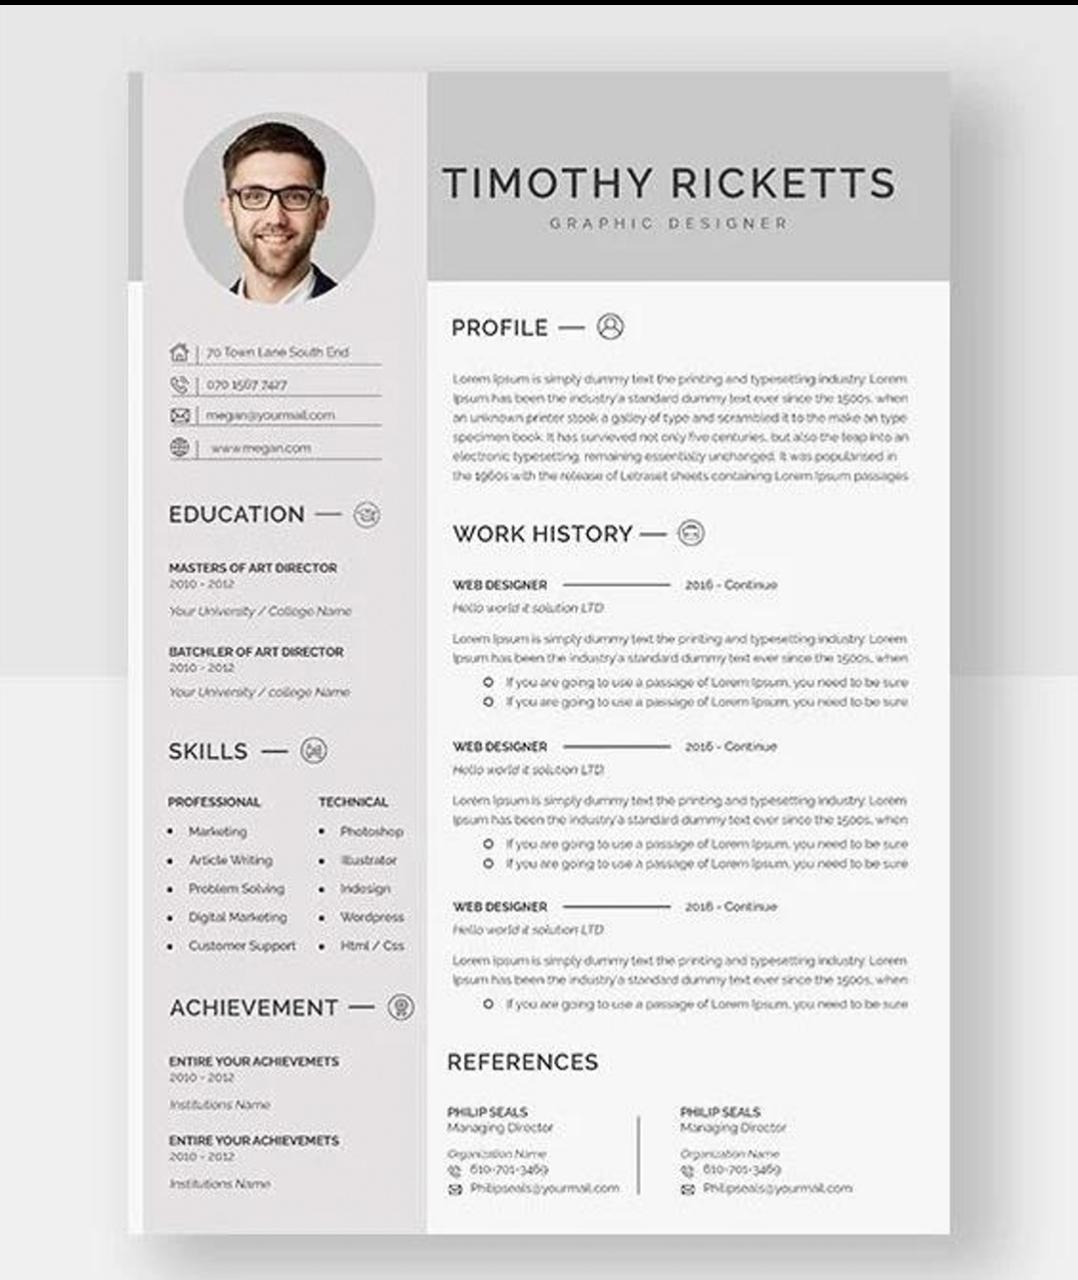 TIMOTHY RICKETTS
GRAPHIC DESIGNER
70 Town Lane South End
070 1567 7427
megan@yourmail.com
www.megan.com
EDUCATION
MASTERS OF ART DIRECTOR
2010 - 2012
Your University / College Name
BATCHLER OF ART DIRECTOR
2010 - 2012
Your University / college Name
SKILLS
PROFESSIONAL
Marketing
Article Writing
Problem Solving
Digital Marketing
Customer Support
TECHNICAL
Photoshop
Illustrator
Indesign
Wordpress
Html / Css
ACHIEVEMENT
ENTIRE YOUR ACHIEVEMETS
2010 - 2012
Institutions Name
ENTIRE YOUR ACHIEVEMETS
2010 - 2012
Institutions Name
PROFILE
Lorem Ipsum is simply dummy text the printing and typesetting industry. Lorem
Ipsum has been the industry'a standard dummy text ever since the 1500s, when
an unknown printer stook a galley of type and scrambled it to the make an type
specimen book. It has survieved not only five centuries, but also the leap into an
electronic typesetting, remaining essentially unchanged. It was popularised in
the 1960s with the release of Letraset sheets containing Lorem Ipsum passages
WORK HISTORY
WEB DESIGNER 2016 - Continue
Hello world it solution LTD
Lorem Ipsum is simply dummy text the printing and typesetting industry. Lorem
Ipsum has been the industry'a standard dummy text ever since the 1500s, when
If you are going to use a passage of Lorem Ipsum, you need to be sure
If you are going to use a passage of Lorem Ipsum, you need to be sure
WEB DESIGNER 2016 - Continue
Hello world it solution LTD
Lorem Ipsum is simply dummy text the printing and typesetting industry. Lorem
Ipsum has been the industry'a standard dummy text ever since the 1500s, when
If you are going to use a passage of Lorem Ipsum, you need to be sure
If you are going to use a passage of Lorem Ipsum, you need to be sure
WEB DESIGNER 2016 - Continue
Hello world it solution LTD
Lorem Ipsum is simply dummy text the printing and typesetting industry. Lorem
Ipsum has been the industry'a standard dummy text ever since the 1500s, when
If you are going to use a passage of Lorem Ipsum, you need to be sure
REFERENCES
PHILIP SEALS
Managing Director
Organization Name
610-701-3469
Philipseals@yourmail.com
PHILIP SEALS
Managing Director
Organization Name
610-701-3469
Philipseals@yourmail.com